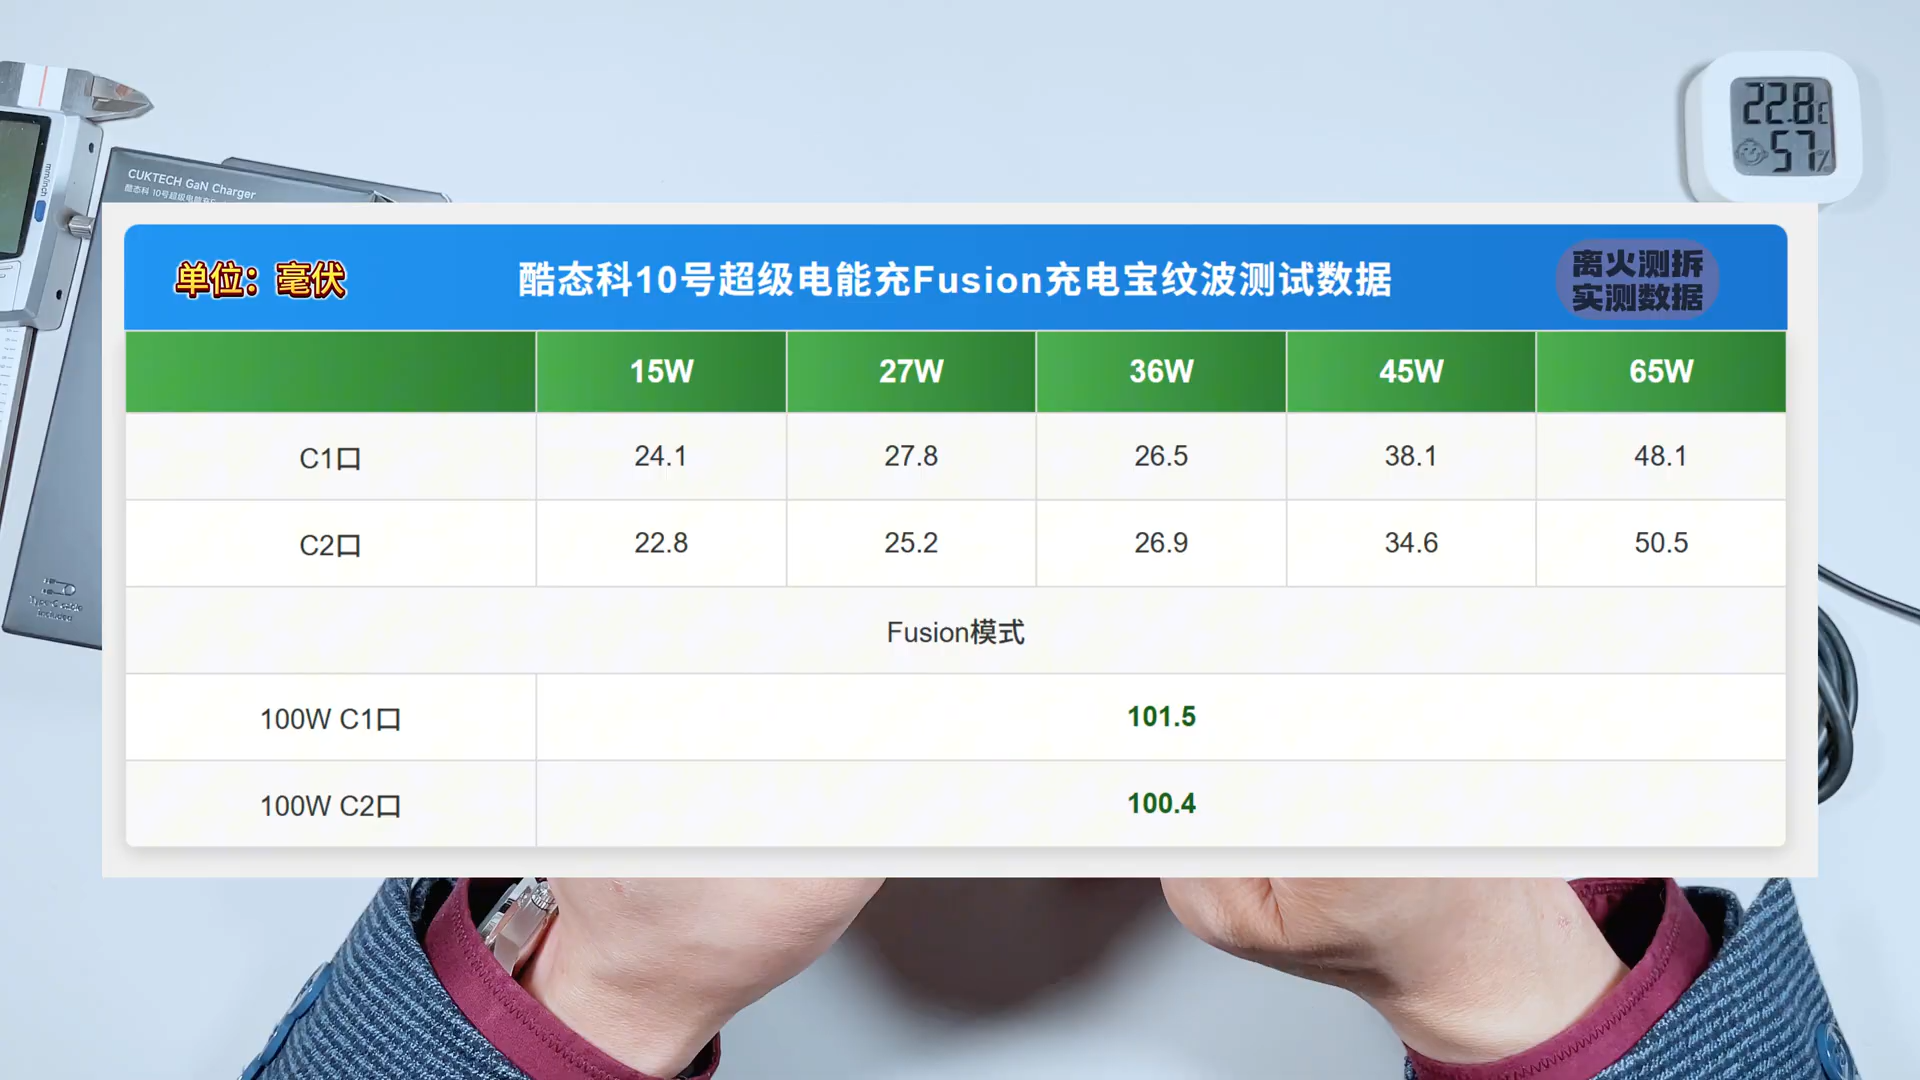 22.8℃
57%
mm/inch
CUKTECH GaN Charger
单位：毫伏
酷态科10号超级电能充Fusion充电宝纹波测试数据
离火测拆
实测数据
15W 27W 36W 45W 65W
C1口 24.1 27.8 26.5 38.1 48.1
C2口 22.8 25.2 26.9 34.6 50.5
Fusion模式
100W C1口 101.5
100W C2口 100.4
Type-C cable
included